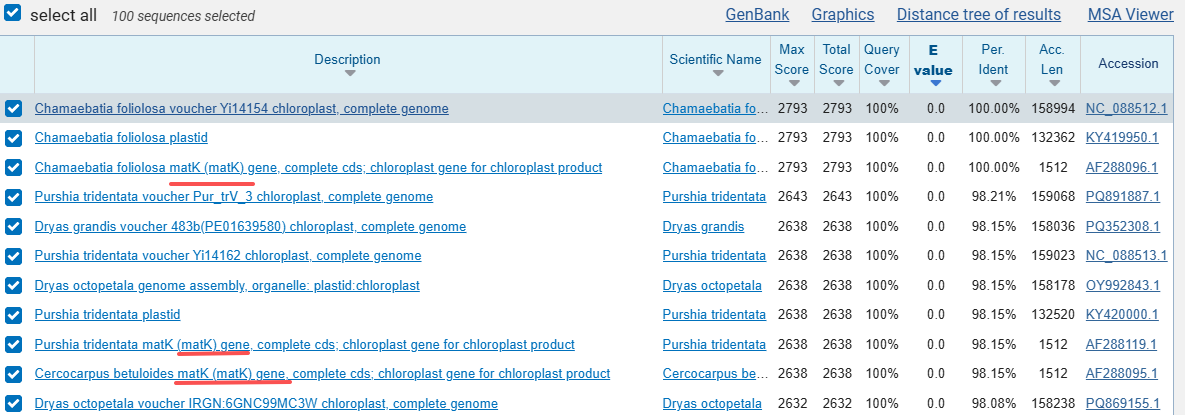 select all 100 sequences selected GenBank Graphics Distance tree of results MSA Viewer
Description Scientific Name Max Score Total Score Query Cover E value Per. Ident Acc. Len Accession
Chamaebatia foliolosa voucher Yi14154 chloroplast, complete genome Chamaebatia fo... 2793 2793 100% 0.0 100.00% 158994 NC_088512.1
Chamaebatia foliolosa plastid Chamaebatia fo... 2793 2793 100% 0.0 100.00% 132362 KY419950.1
Chamaebatia foliolosa matK (matK) gene, complete cds; chloroplast gene for chloroplast product Chamaebatia fo... 2793 2793 100% 0.0 100.00% 1512 AF288096.1
Purshia tridentata voucher Pur_trV_3 chloroplast, complete genome Purshia tridentata 2643 2643 100% 0.0 98.21% 159068 PQ891887.1
Dryas grandis voucher 483b(PE01639580) chloroplast, complete genome Dryas grandis 2638 2638 100% 0.0 98.15% 158036 PQ352308.1
Purshia tridentata voucher Yi14162 chloroplast, complete genome Purshia tridentata 2638 2638 100% 0.0 98.15% 159023 NC_088513.1
Dryas octopetala genome assembly, organelle: plastid:chloroplast Dryas octopetala 2638 2638 100% 0.0 98.15% 158178 OY992843.1
Purshia tridentata plastid Purshia tridentata 2638 2638 100% 0.0 98.15% 132520 KY420000.1
Purshia tridentata matK (matK) gene, complete cds; chloroplast gene for chloroplast product Purshia tridentata 2638 2638 100% 0.0 98.15% 1512 AF288119.1
Cercocarpus betuloides matK (matK) gene, complete cds; chloroplast gene for chloroplast product Cercocarpus be... 2638 2638 100% 0.0 98.15% 1512 AF288095.1
Dryas octopetala voucher IRGN:6GNC99MC3W chloroplast, complete genome Dryas octopetala 2632 2632 100% 0.0 98.08% 158238 PQ869155.1